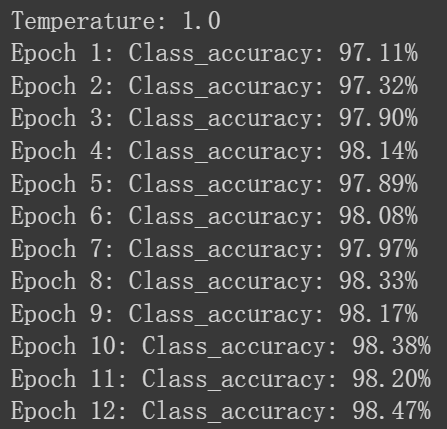 Temperature: 1.0
Epoch 1: Class_accuracy: 97.11%
Epoch 2: Class_accuracy: 97.32%
Epoch 3: Class_accuracy: 97.90%
Epoch 4: Class_accuracy: 98.14%
Epoch 5: Class_accuracy: 97.89%
Epoch 6: Class_accuracy: 98.08%
Epoch 7: Class_accuracy: 97.97%
Epoch 8: Class_accuracy: 98.33%
Epoch 9: Class_accuracy: 98.17%
Epoch 10: Class_accuracy: 98.38%
Epoch 11: Class_accuracy: 98.20%
Epoch 12: Class_accuracy: 98.47%